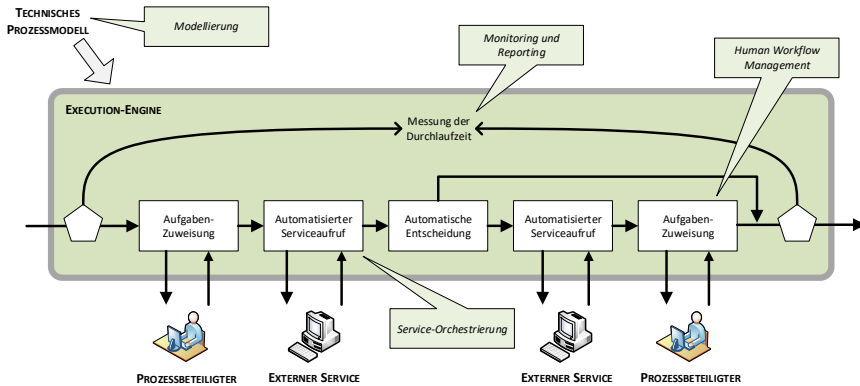 TECHNISCHES
PROZESSMODELL
Modellierung
Monitoring und
Reporting
Human Workflow
Management
EXECUTION-ENGINE
Messung der
Durchlaufzeit
Aufgaben-
Zuweisung
Automatisierter
Serviceaufruf
Automatische
Entscheidung
Automatisierter
Serviceaufruf
Aufgaben-
Zuweisung
Service-Orchestrierung
PROZESSBETEILIGTER
EXTERNER SERVICE
EXTERNER SERVICE
PROZESSBETEILIGTER